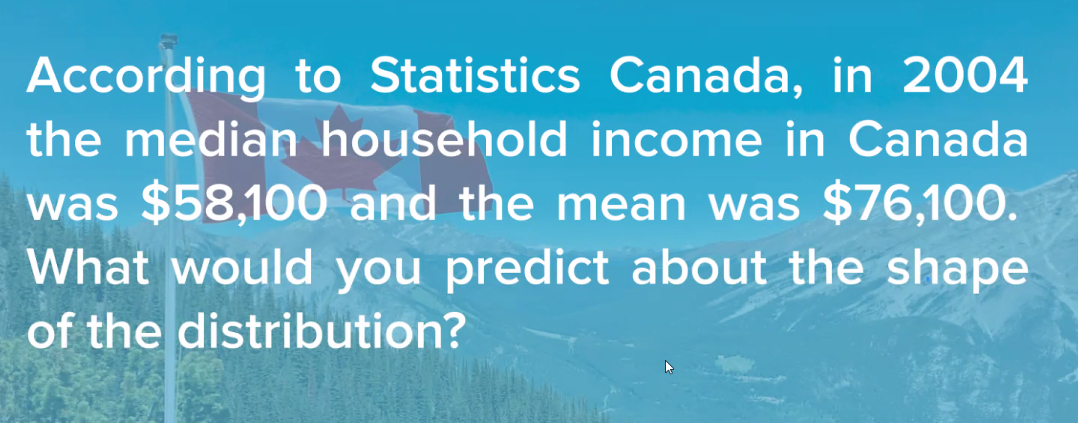 According to Statistics Canada, in 2004
the median household income in Canada
was $58,100 and the mean was $76,100.
What would you predict about the shape
of the distribution?